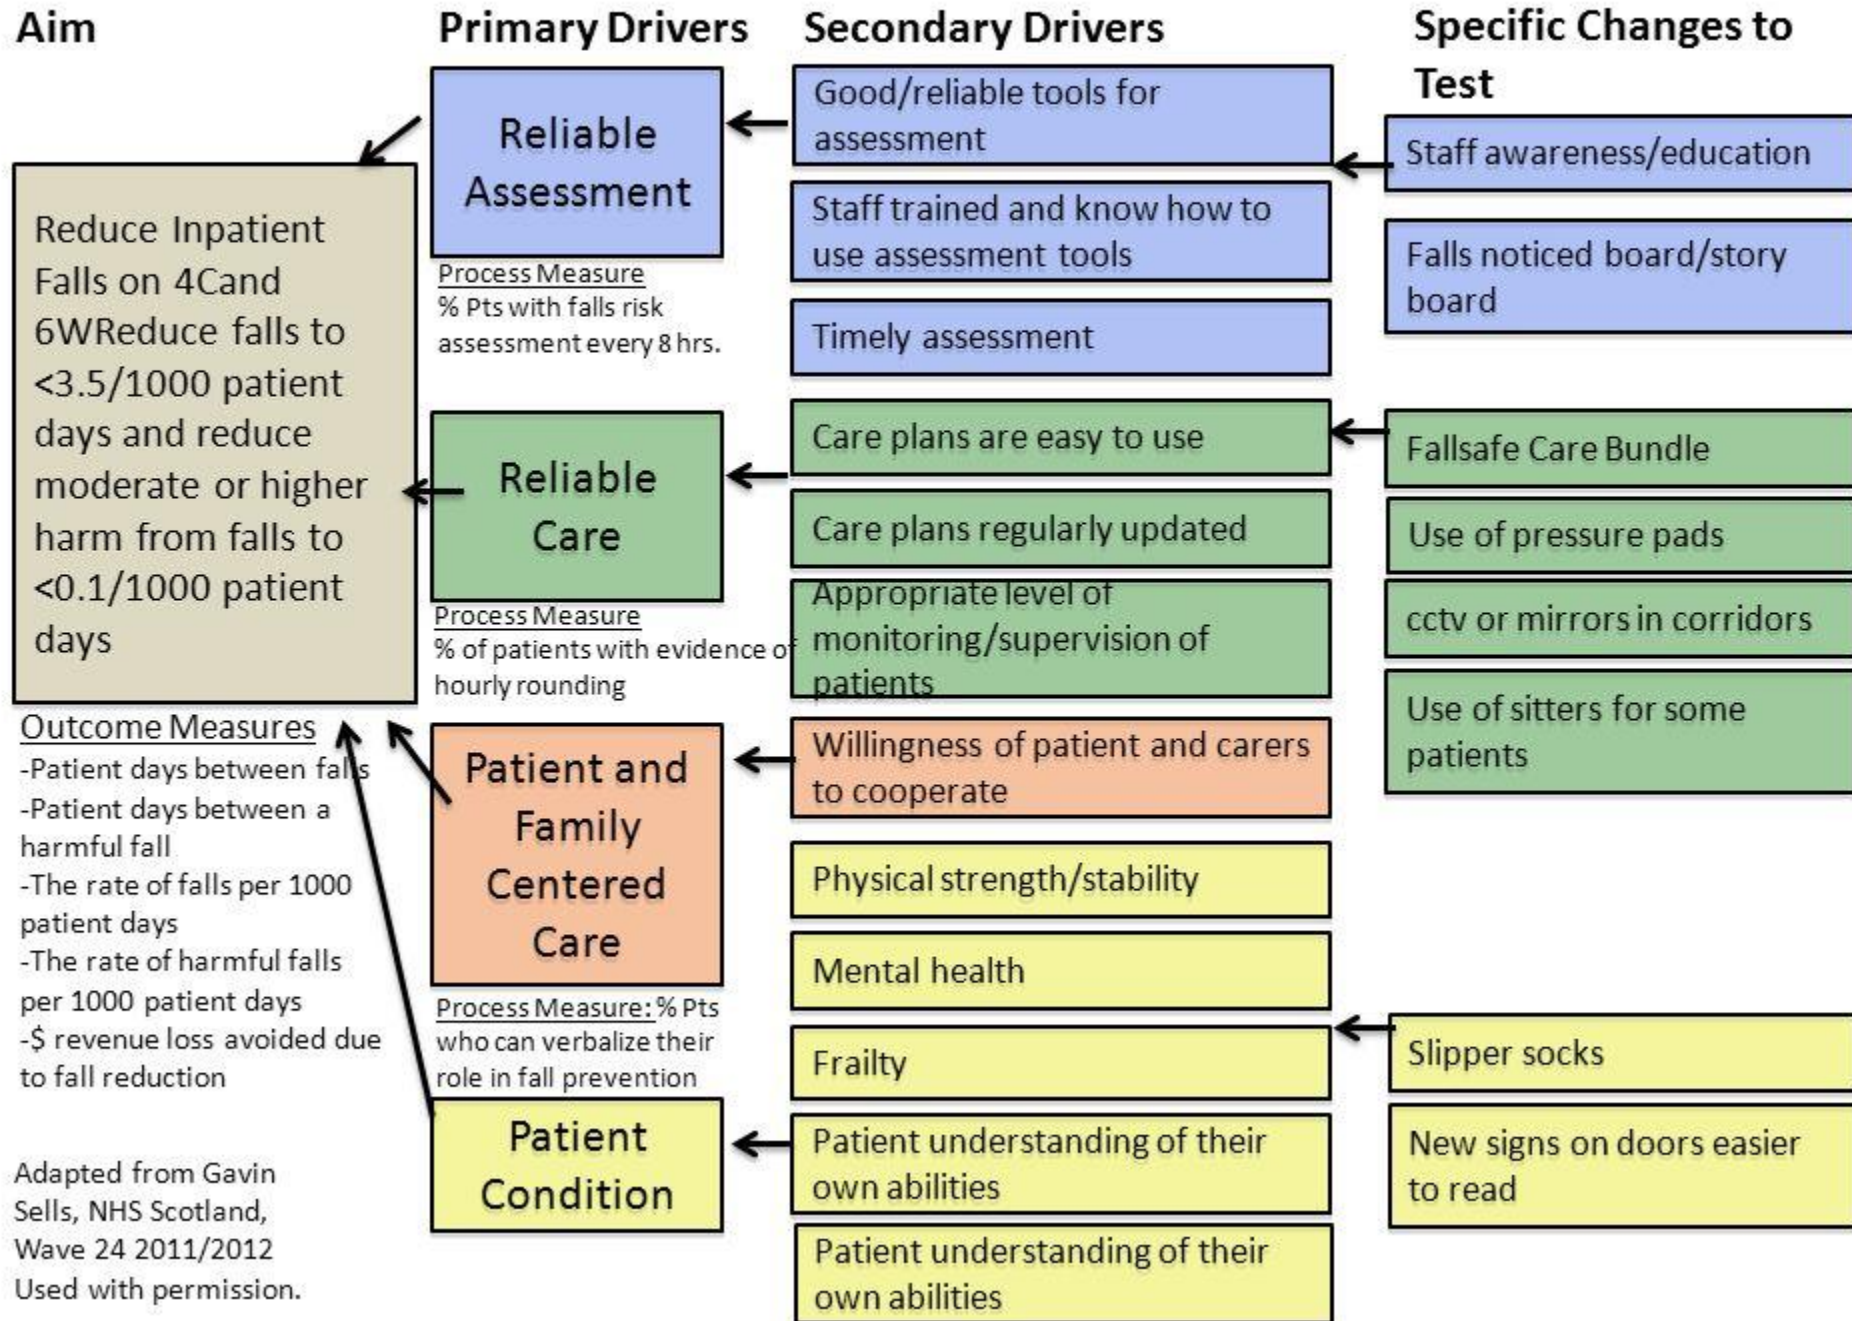 Aim
Primary Drivers
Secondary Drivers
Specific Changes to
Test
Reduce Inpatient
Falls on 4Cand
6WReduce falls to
<3.5/1000 patient
days and reduce
moderate or higher
harm from falls to
<0.1/1000 patient
days
Outcome Measures
-Patient days between falls
-Patient days between a
harmful fall
-The rate of falls per 1000
patient days
-The rate of harmful falls
per 1000 patient days
-$ revenue loss avoided due
to fall reduction
Adapted from Gavin
Sells, NHS Scotland,
Wave 24 2011/2012
Used with permission.
Reliable
Assessment
Process Measure
% Pts with falls risk
assessment every 8 hrs.
Reliable
Care
Process Measure
% of patients with evidence of
hourly rounding
Patient and
Family
Centered
Care
Process Measure: % Pts
who can verbalize their
role in fall prevention
Patient
Condition
Good/reliable tools for
assessment
Staff trained and know how to
use assessment tools
Timely assessment
Care plans are easy to use
Care plans regularly updated
Appropriate level of
monitoring/supervision of
patients
Willingness of patient and carers
to cooperate
Physical strength/stability
Mental health
Frailty
Patient understanding of their
own abilities
Patient understanding of their
own abilities
Staff awareness/education
Falls noticed board/story
board
Fallsafe Care Bundle
Use of pressure pads
cctv or mirrors in corridors
Use of sitters for some
patients
Slipper socks
New signs on doors easier
to read